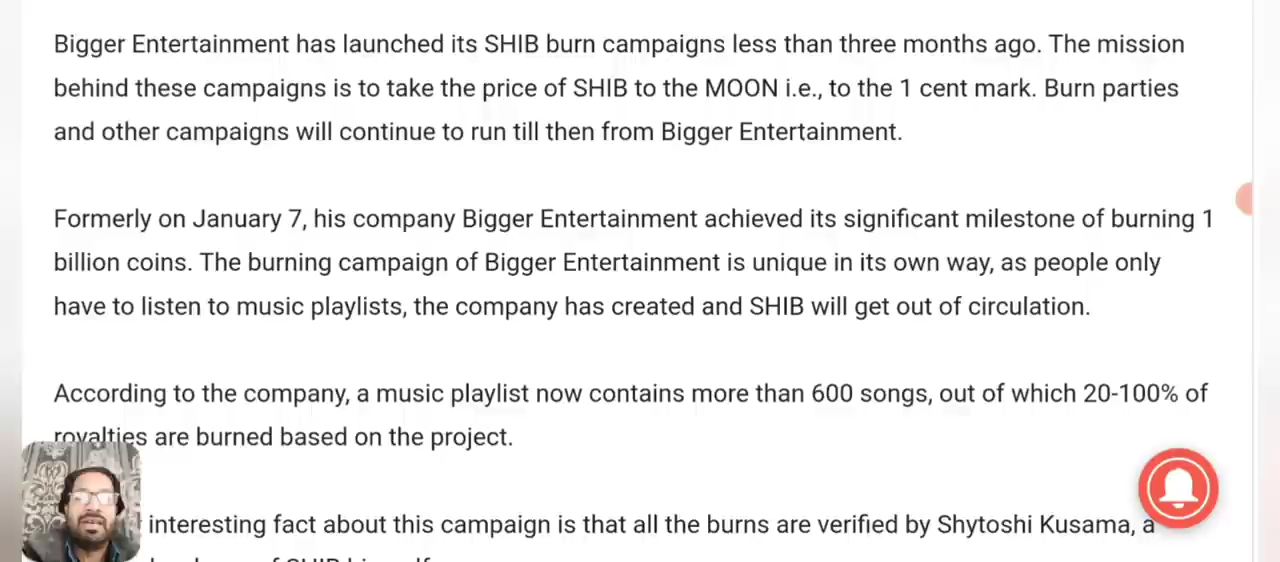 Bigger Entertainment has launched its SHIB burn campaigns less than three months ago. The mission
behind these campaigns is to take the price of SHIB to the MOON i.e., to the 1 cent mark. Burn parties
and other campaigns will continue to run till then from Bigger Entertainment.
Formerly on January 7, his company Bigger Entertainment achieved its significant milestone of burning 1
billion coins. The burning campaign of Bigger Entertainment is unique in its own way, as people only
have to listen to music playlists, the company has created and SHIB will get out of circulation.
According to the company, a music playlist now contains more than 600 songs, out of which 20-100% of
royalties are burned based on the project.
interesting fact about this campaign is that all the burns are verified by Shytoshi Kusama, a